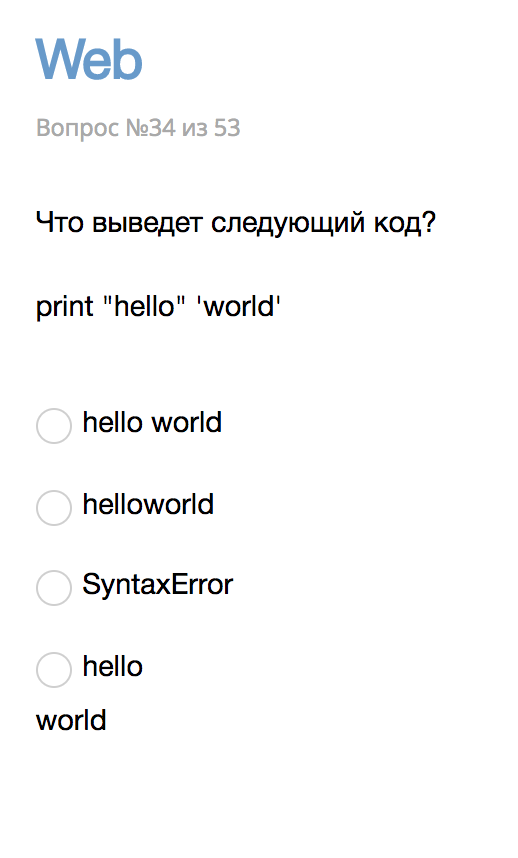 Web
Вопрос №34 из 53
Что выведет следующий код?
print "hello" 'world'
hello world
helloworld
SyntaxError
hello
world